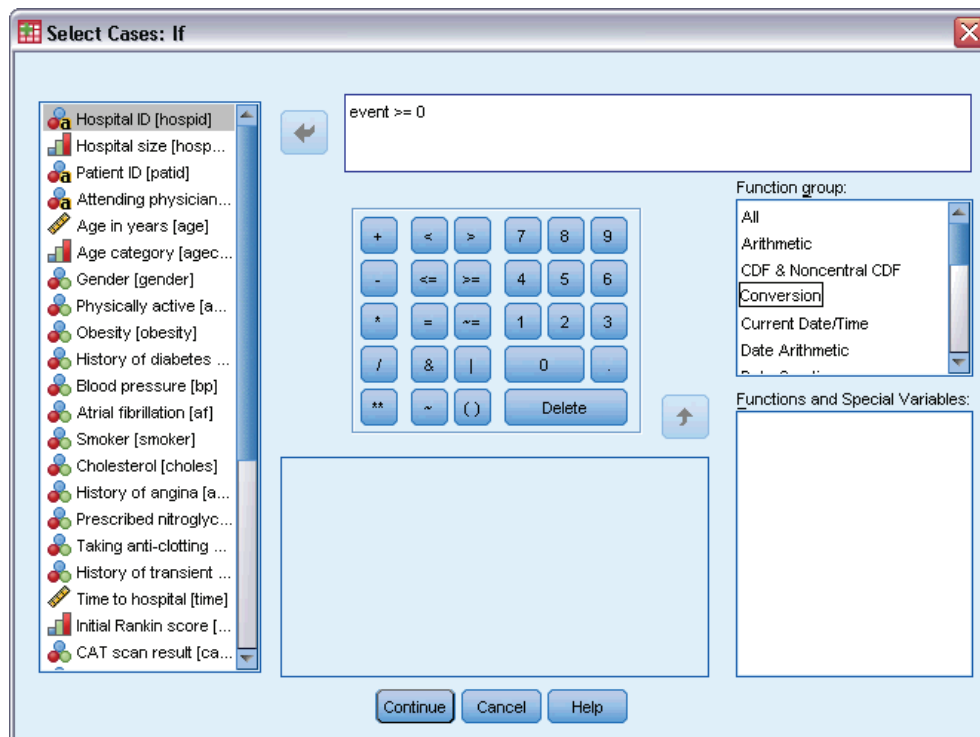 Select Cases: If
Hospital ID [hospid]
Hospital size [hosp...
Patient ID [patid]
Attending physician...
Age in years [age]
Age category [agec...
Gender [gender]
Physically active [a...
Obesity [obesity]
History of diabetes ...
Blood pressure [bp]
Atrial fibrillation [af]
Smoker [smoker]
Cholesterol [choles]
History of angina [a...
Prescribed nitroglyc...
Taking anti-clotting ...
History of transient ...
Time to hospital [time]
Initial Rankin score [...
CAT scan result [ca...
event >= 0
+ < > 7 8 9
- <= >= 4 5 6
* = ~= 1 2 3
/ & | 0 .
** ~ ( ) Delete
Function group:
All
Arithmetic
CDF & Noncentral CDF
Conversion
Current Date/Time
Date Arithmetic
Functions and Special Variables:
Continue Cancel Help